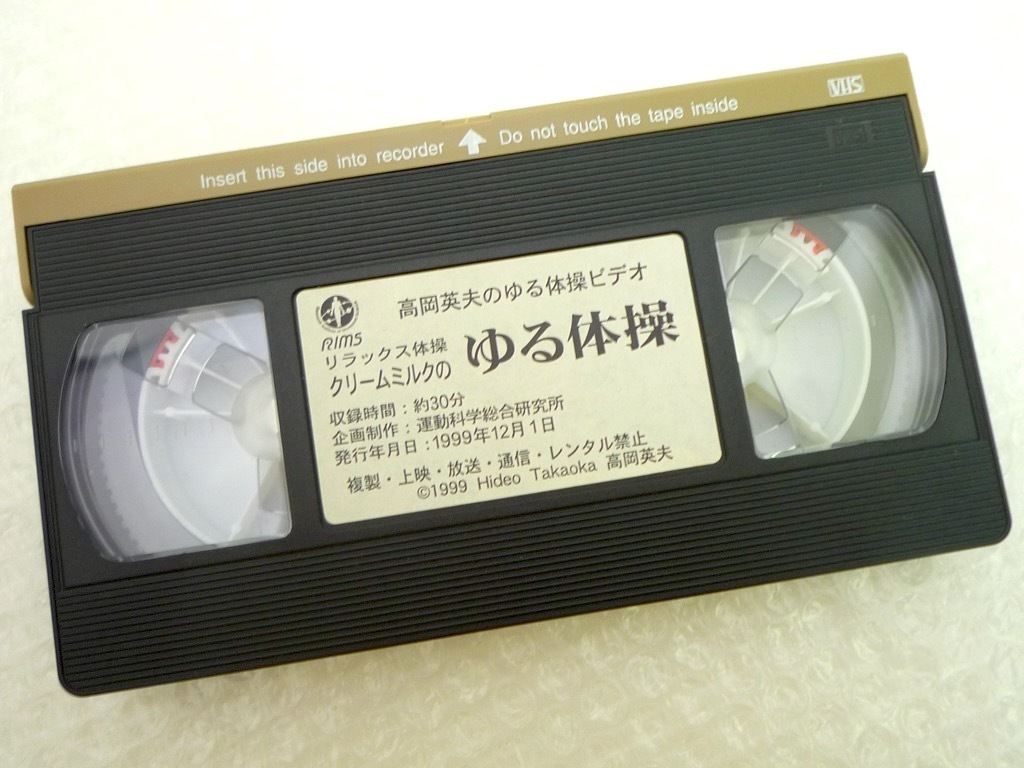 VHS
Insert this side into recorder ⬆ Do not touch the tape inside
高岡英夫のゆる体操ビデオ
RIMS
リラックス体操
クリームミルクの ゆる体操
収録時間：約30分
企画制作：運動科学総合研究所
発行年月日：1999年12月1日
複製・上映・放送・通信・レンタル禁止
©1999 Hideo Takaoka 高岡英夫